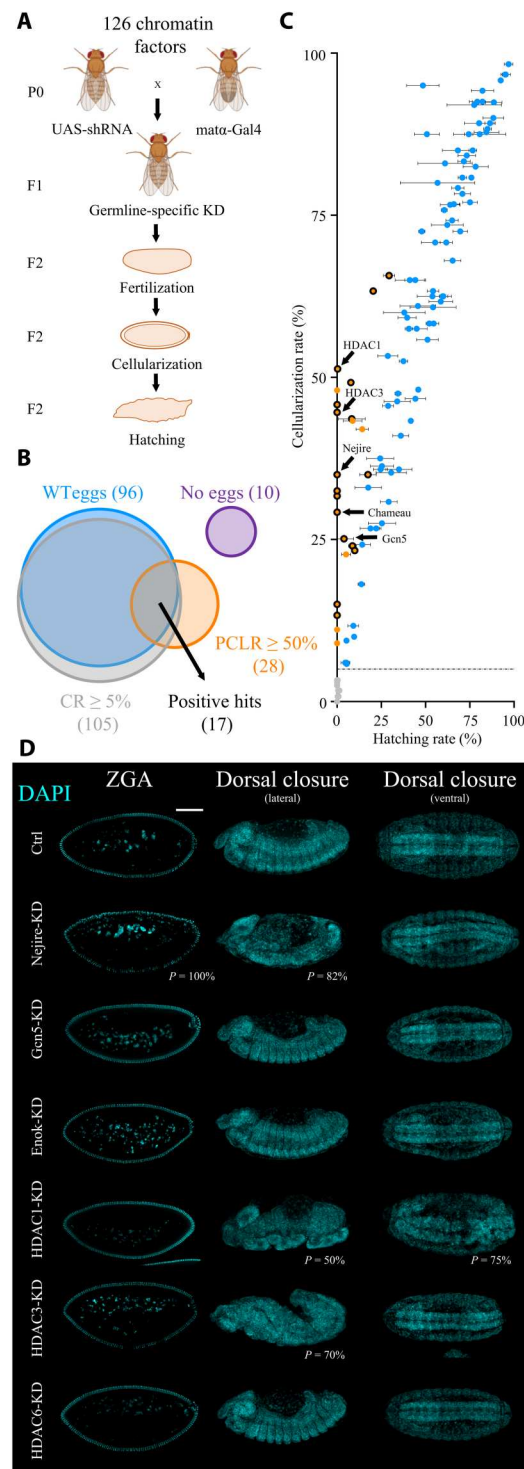 A
126 chromatin
factors
P0
x
UAS-shRNA
matα-Gal4
F1
Germline-specific KD
F2
Fertilization
F2
Cellularization
F2
Hatching
B
WTeggs (96)
No eggs (10)
PCLR ≥ 50%
(28)
CR ≥ 5%
(105)
Positive hits
(17)
C
Cellularization rate (%)
100
75
50
25
0
HDAC1
HDAC3
Nejire
Chameau
Gcn5
0 25 50 75 100
Hatching rate (%)
D
DAPI
ZGA
Dorsal closure
(lateral)
Dorsal closure
(ventral)
Ctrl
Nejire-KD
P = 100%
P = 82%
Gcn5-KD
Enok-KD
HDAC1-KD
P = 50%
P = 75%
HDAC3-KD
P = 70%
HDAC6-KD